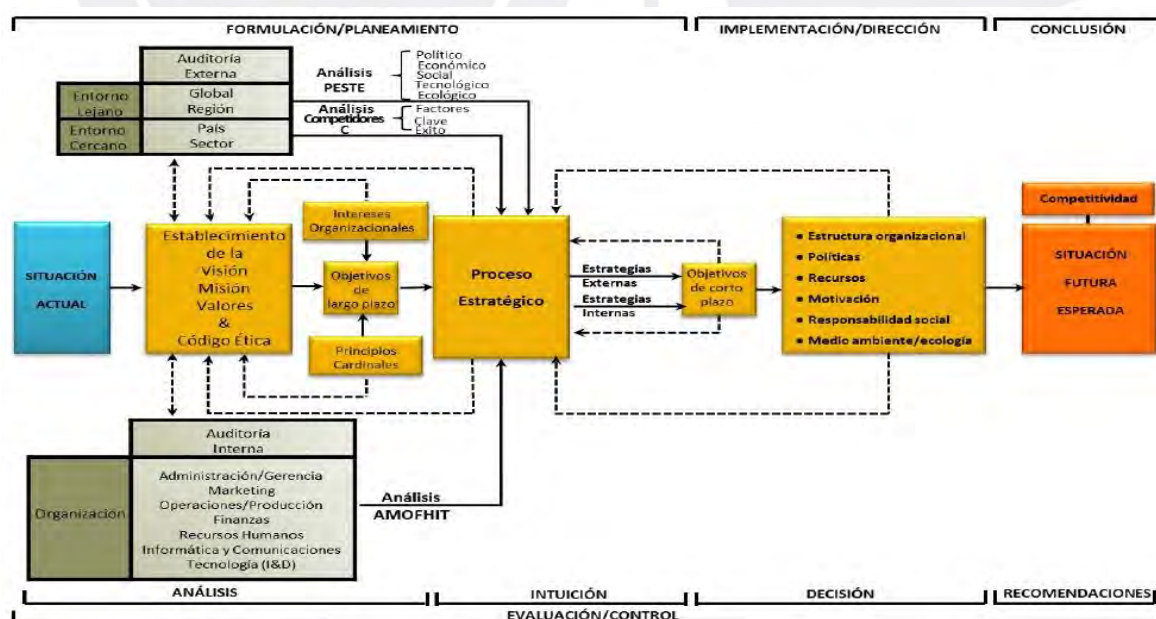 FORMULACIÓN/PLANEAMIENTO
IMPLEMENTACIÓN/DIRECCIÓN
CONCLUSIÓN
Auditoría
Externa
Entorno
Lejano
Global
Región
Entorno
Cercano
País
Sector
Análisis
PESTE
Político
Económico
Social
Tecnológico
Ecológico
Análisis
Competidores
C
Factores
Clave
Éxito
SITUACIÓN
ACTUAL
Establecimiento
de la
Visión
Misión
Valores
&
Código Ética
Intereses
Organizacionales
Objetivos
de
largo plazo
Principios
Cardinales
Proceso
Estratégico
Estrategias
Externas
Estrategias
Internas
Objetivos
de corto
plazo
• Estructura organizacional
• Políticas
• Recursos
• Motivación
• Responsabilidad social
• Medio ambiente/ecología
Competitividad
SITUACIÓN
FUTURA
ESPERADA
Auditoría
Interna
Organización
Administración/Gerencia
Marketing
Operaciones/Producción
Finanzas
Recursos Humanos
Informática y Comunicaciones
Tecnología (I&D)
Análisis
AMOFHIT
ANÁLISIS
INTUICIÓN
DECISIÓN
RECOMENDACIONES
EVALUACIÓN/CONTROL